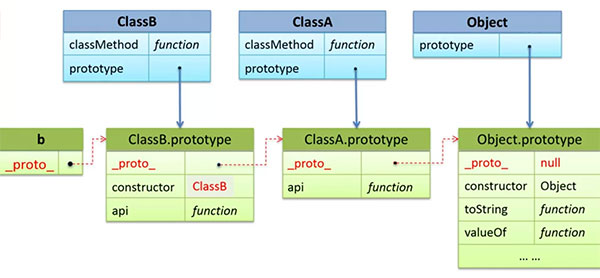 ClassB
classMethod function
prototype
ClassA
classMethod function
prototype
Object
prototype
b
_proto_
ClassB.prototype
_proto_
constructor ClassB
api function
ClassA.prototype
_proto_
api function
Object.prototype
_proto_ null
constructor Object
toString function
valueOf function
... ...